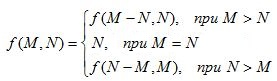 f(M,N) = { f(M − N, N), при M > N
N, при M = N
f(N − M, M), при N > M